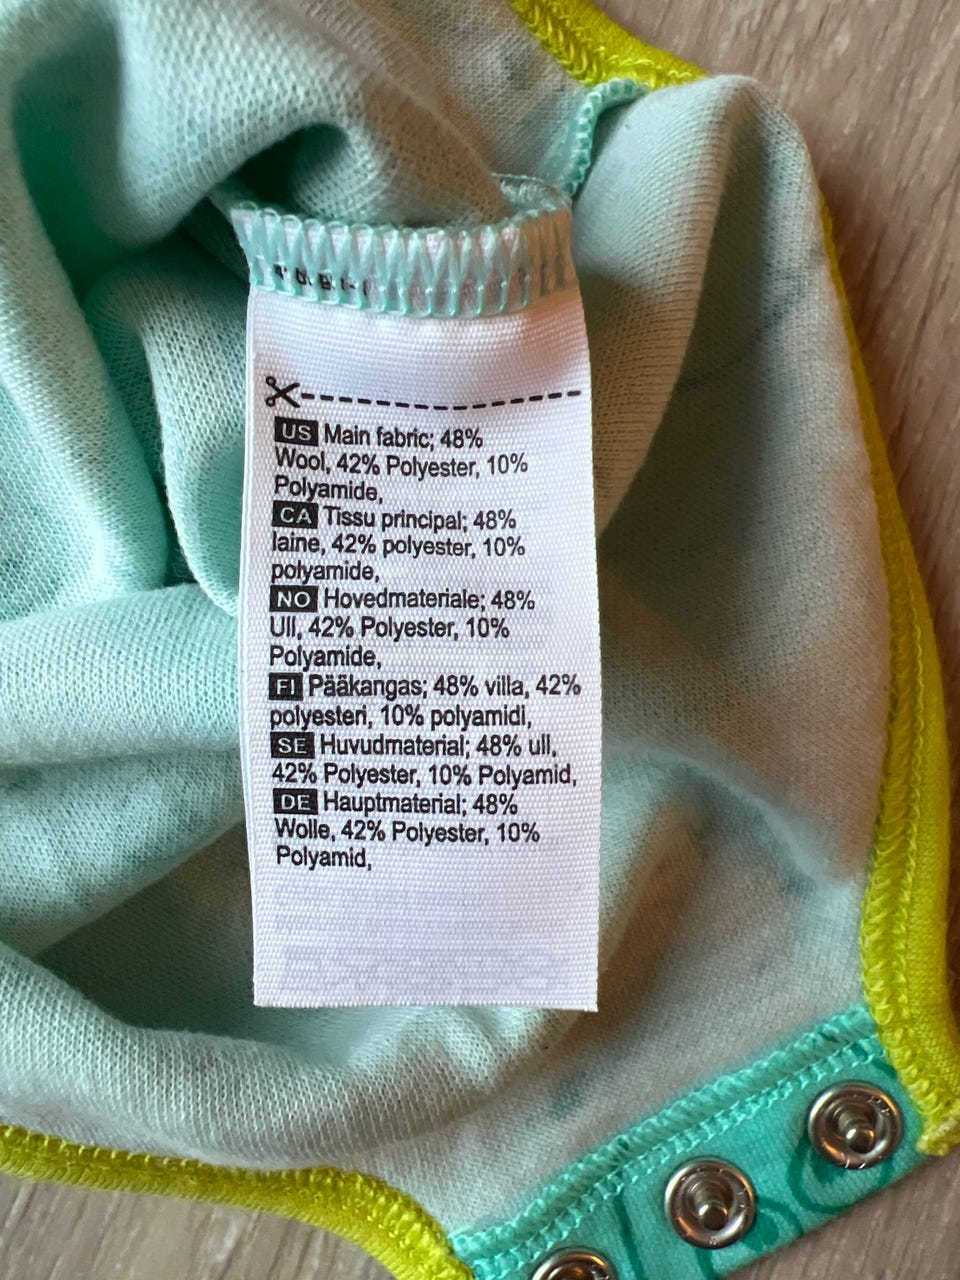 US Main fabric; 48%
Wool, 42% Polyester, 10%
Polyamide,
CA Tissu principal; 48%
laine, 42% polyester, 10%
polyamide,
NO Hovedmateriale; 48%
Ull, 42% Polyester, 10%
Polyamide,
FI Pääkangas; 48% villa, 42%
polyesteri, 10% polyamidi,
SE Huvudmaterial; 48% ull,
42% Polyester, 10% Polyamid,
DE Hauptmaterial; 48%
Wolle, 42% Polyester, 10%
Polyamid,